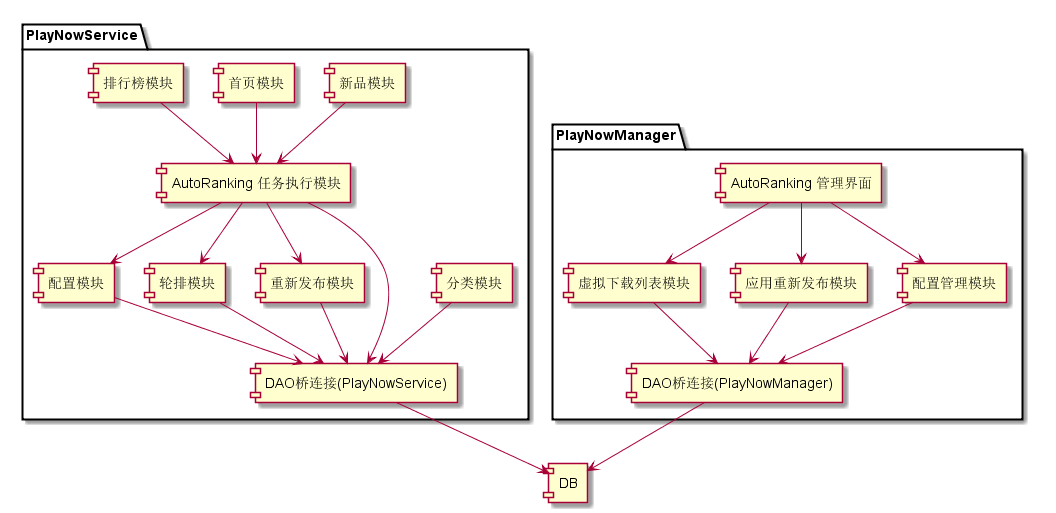 PlayNowService
排行榜模块
首页模块
新品模块
AutoRanking 任务执行模块
配置模块
轮排模块
重新发布模块
分类模块
DAO桥连接(PlayNowService)
PlayNowManager
AutoRanking 管理界面
虚拟下载列表模块
应用重新发布模块
配置管理模块
DAO桥连接(PlayNowManager)
DB